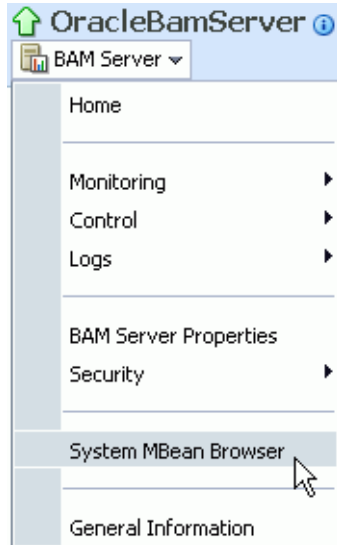 OracleBamServer
BAM Server
Home
Monitoring
Control
Logs
BAM Server Properties
Security
System MBean Browser
General Information